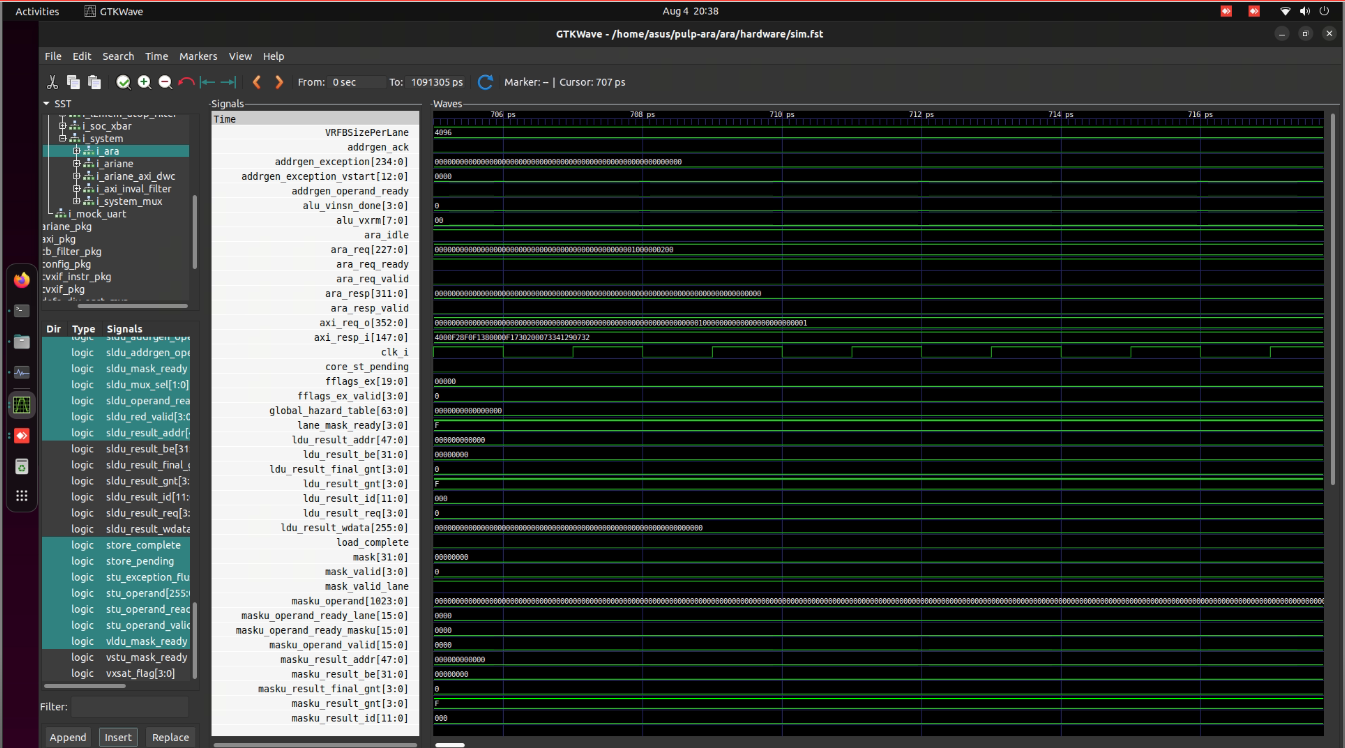 Activities GTKWave Aug 4 20:38
GTKWave - /home/asus/pulp-ara/ara/hardware/sim.fst
File Edit Search Time Markers View Help
From: 0 sec To: 1091305 ps Marker: -- | Cursor: 707 ps
SST
i_soc_xbar
i_system
i_ara
i_ariane
i_ariane_axi_dwc
i_axi_inval_filter
i_system_mux
i_mock_uart
ariane_pkg
axi_pkg
cb_filter_pkg
config_pkg
cvxif_instr_pkg
cvxif_pkg
Dir Type Signals
logic sldu_addrgen_ope
logic sldu_addrgen_ope
logic sldu_mask_ready
logic sldu_mux_sel[1:0]
logic sldu_operand_rea
logic sldu_red_valid[3:0
logic sldu_result_addr[
logic sldu_result_be[31
logic sldu_result_final_g
logic sldu_result_gnt[3:
logic sldu_result_id[11:
logic sldu_result_req[3:
logic sldu_result_wdata
logic store_complete
logic store_pending
logic stu_exception_flu
logic stu_operand[255:
logic stu_operand_reac
logic stu_operand_valic
logic vldu_mask_ready
logic vstu_mask_ready
logic vxsat_flag[3:0]
Filter:
Append Insert Replace
Signals
Time
VRFBSizePerLane
addrgen_ack
addrgen_exception[234:0]
addrgen_exception_vstart[12:0]
addrgen_operand_ready
alu_vinsn_done[3:0]
alu_vxrm[7:0]
ara_idle
ara_req[227:0]
ara_req_ready
ara_req_valid
ara_resp[311:0]
ara_resp_valid
axi_req_o[352:0]
axi_resp_i[147:0]
clk_i
core_st_pending
fflags_ex[19:0]
fflags_ex_valid[3:0]
global_hazard_table[63:0]
lane_mask_ready[3:0]
ldu_result_addr[47:0]
ldu_result_be[31:0]
ldu_result_final_gnt[3:0]
ldu_result_gnt[3:0]
ldu_result_id[11:0]
ldu_result_req[3:0]
ldu_result_wdata[255:0]
load_complete
mask[31:0]
mask_valid[3:0]
mask_valid_lane
masku_operand[1023:0]
masku_operand_ready_lane[15:0]
masku_operand_ready_masku[15:0]
masku_operand_valid[15:0]
masku_result_addr[47:0]
masku_result_be[31:0]
masku_result_final_gnt[3:0]
masku_result_gnt[3:0]
masku_result_id[11:0]
Waves
706 ps 708 ps 710 ps 712 ps 714 ps 716 ps
4096
0000
0
00
00000
0
0000000000000000
F
000000000000
00000000
0
F
000
0
00000000
0
0000
0000
0000
000000000000
00000000
0
F
000